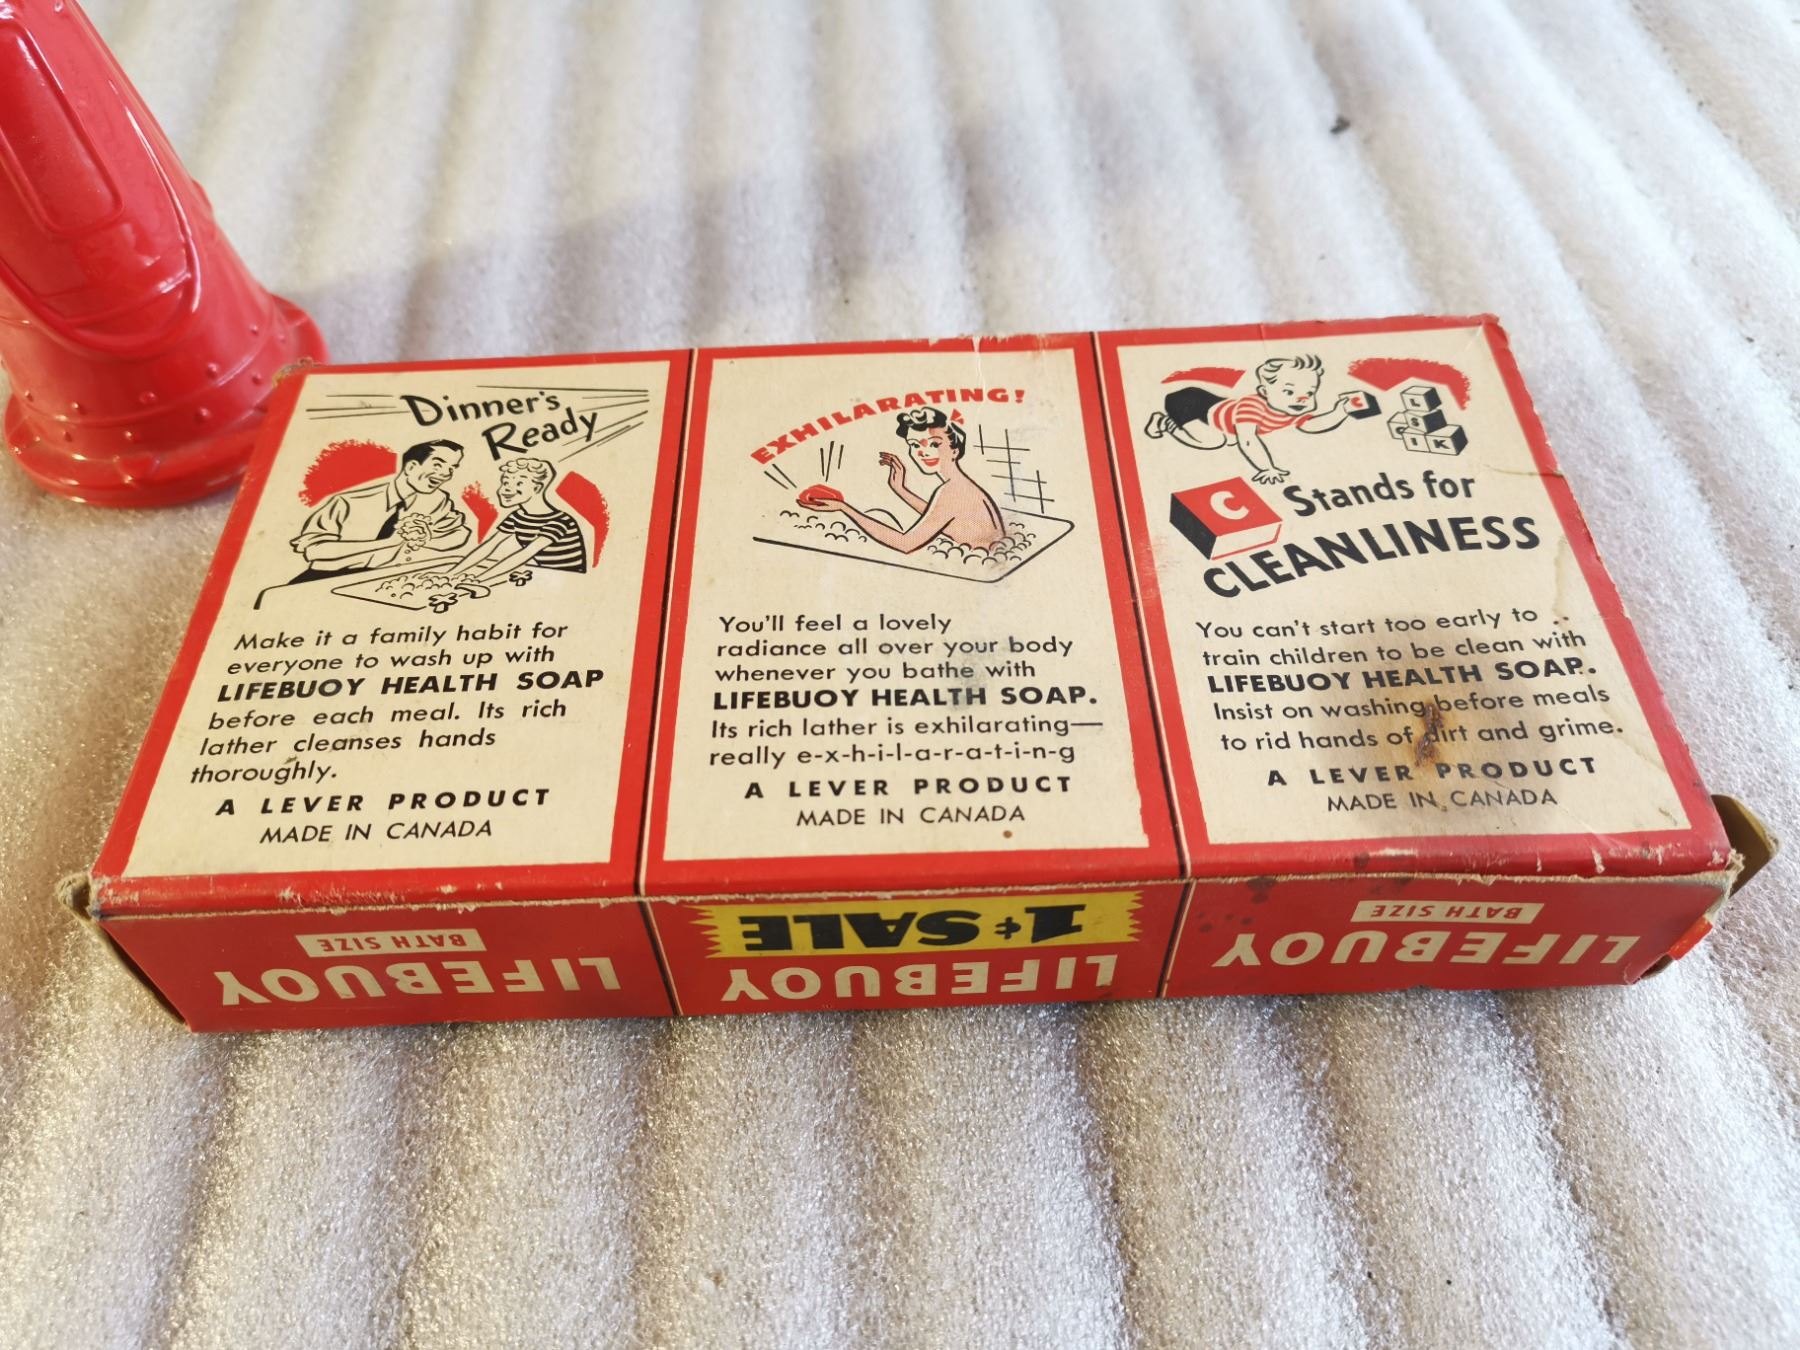 Dinner's
Ready
Make it a family habit for
everyone to wash up with
LIFEBUOY HEALTH SOAP
before each meal. Its rich
lather cleanses hands
thoroughly.
A LEVER PRODUCT
MADE IN CANADA
EXHILARATING!
You'll feel a lovely
radiance all over your body
whenever you bathe with
LIFEBUOY HEALTH SOAP.
Its rich lather is exhilarating—
really e-x-h-i-l-a-r-a-t-i-n-g
A LEVER PRODUCT
MADE IN CANADA
C
L
S
C I K
C Stands for
CLEANLINESS
You can't start too early to
train children to be clean with
LIFEBUOY HEALTH SOAP.
Insist on washing before meals
to rid hands of dirt and grime.
A LEVER PRODUCT
MADE IN CANADA
LIFEBUOY
BATH SIZE
LIFEBUOY
1¢ SALE
LIFEBUOY
BATH SIZE